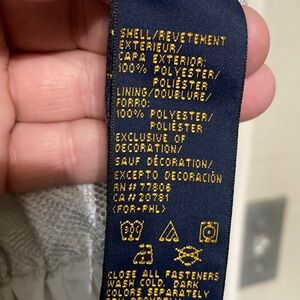 SHELL/REVETEMENT
EXTERIEUR/
CAPA EXTERIOR:
100% POLYESTER/
POLIÉSTER
LINING/DOUBLURE/
FORRO:
100% POLYESTER/
POLIÉSTER
EXCLUSIVE OF
DECORATION/
SAUF DÉCORATION/
EXCEPTO DECORACIÓN
RN# 77806
CA# 20781
<FOR-PHL>
CLOSE ALL FASTENERS
WASH COLD. DARK
COLORS SEPARATELY